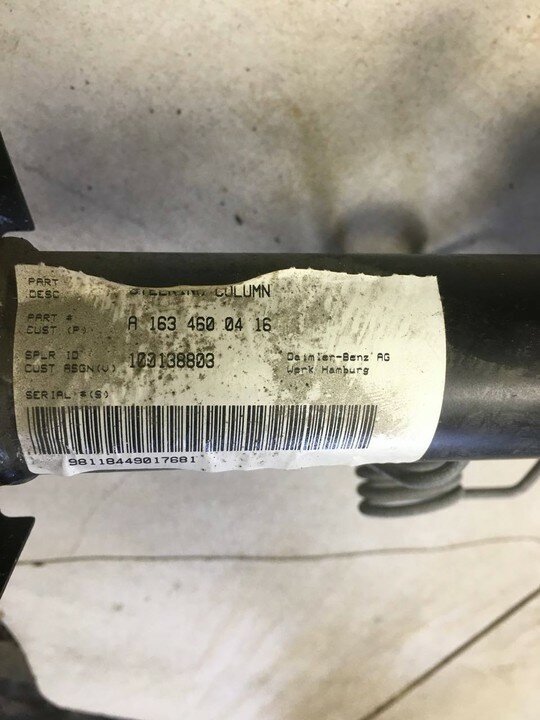 PART
DESC STEERING COLUMN
PART #
CUST (P) A 163 460 04 16
SPLR ID
CUST ASGN(V) 100138803
Daimler-Benz AG
Werk Hamburg
SERIAL #(S)
98118449017681